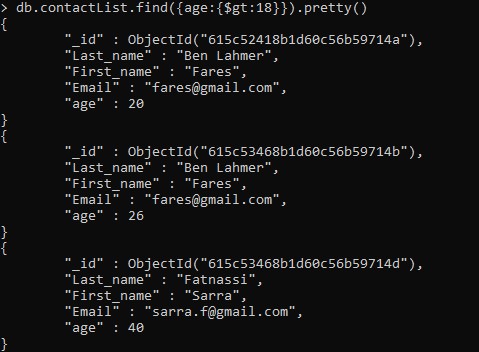 > db.contactList.find({age:{$gt:18}}).pretty()
{
        "_id" : ObjectId("615c52418b1d60c56b59714a"),
        "Last_name" : "Ben Lahmer",
        "First_name" : "Fares",
        "Email" : "fares@gmail.com",
        "age" : 20
}
{
        "_id" : ObjectId("615c53468b1d60c56b59714b"),
        "Last_name" : "Ben Lahmer",
        "First_name" : "Fares",
        "Email" : "fares@gmail.com",
        "age" : 26
}
{
        "_id" : ObjectId("615c53468b1d60c56b59714d"),
        "Last_name" : "Fatnassi",
        "First_name" : "Sarra",
        "Email" : "sarra.f@gmail.com",
        "age" : 40
}